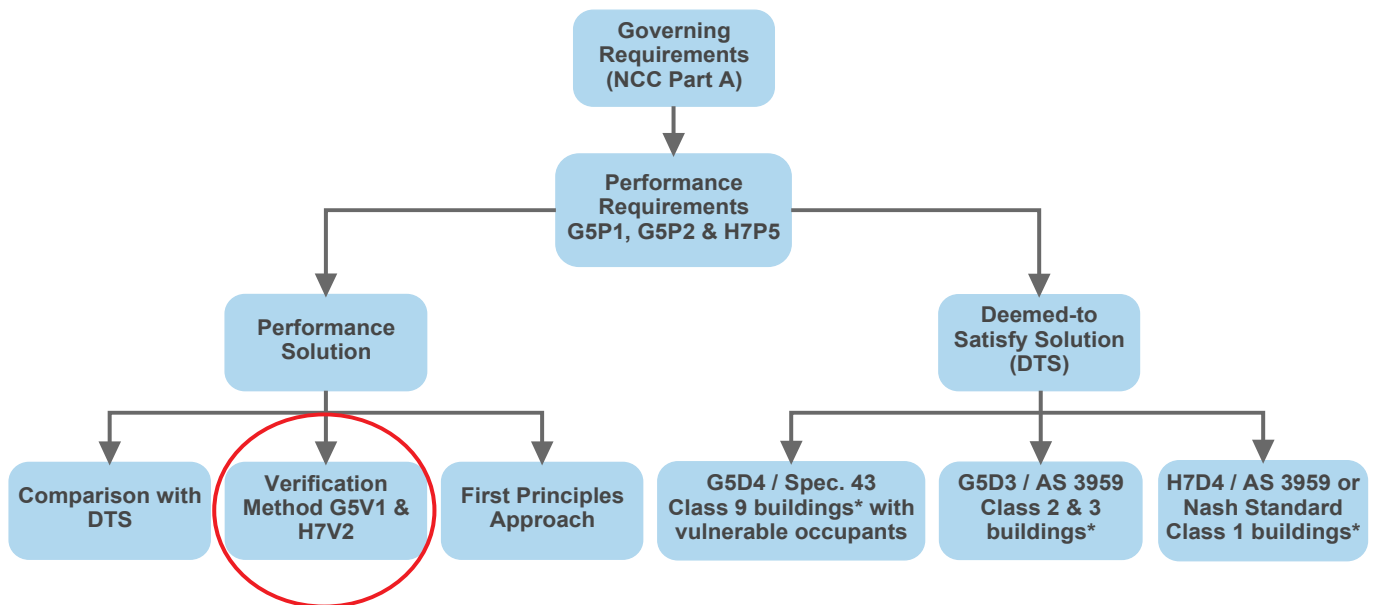 Governing
Requirements
(NCC Part A)
Performance
Requirements
G5P1, G5P2 & H7P5
Performance
Solution
Deemed-to
Satisfy Solution
(DTS)
Comparison with
DTS
Verification
Method G5V1 &
H7V2
First Principles
Approach
G5D4 / Spec. 43
Class 9 buildings* with
vulnerable occupants
G5D3 / AS 3959
Class 2 & 3
buildings*
H7D4 / AS 3959 or
Nash Standard
Class 1 buildings*